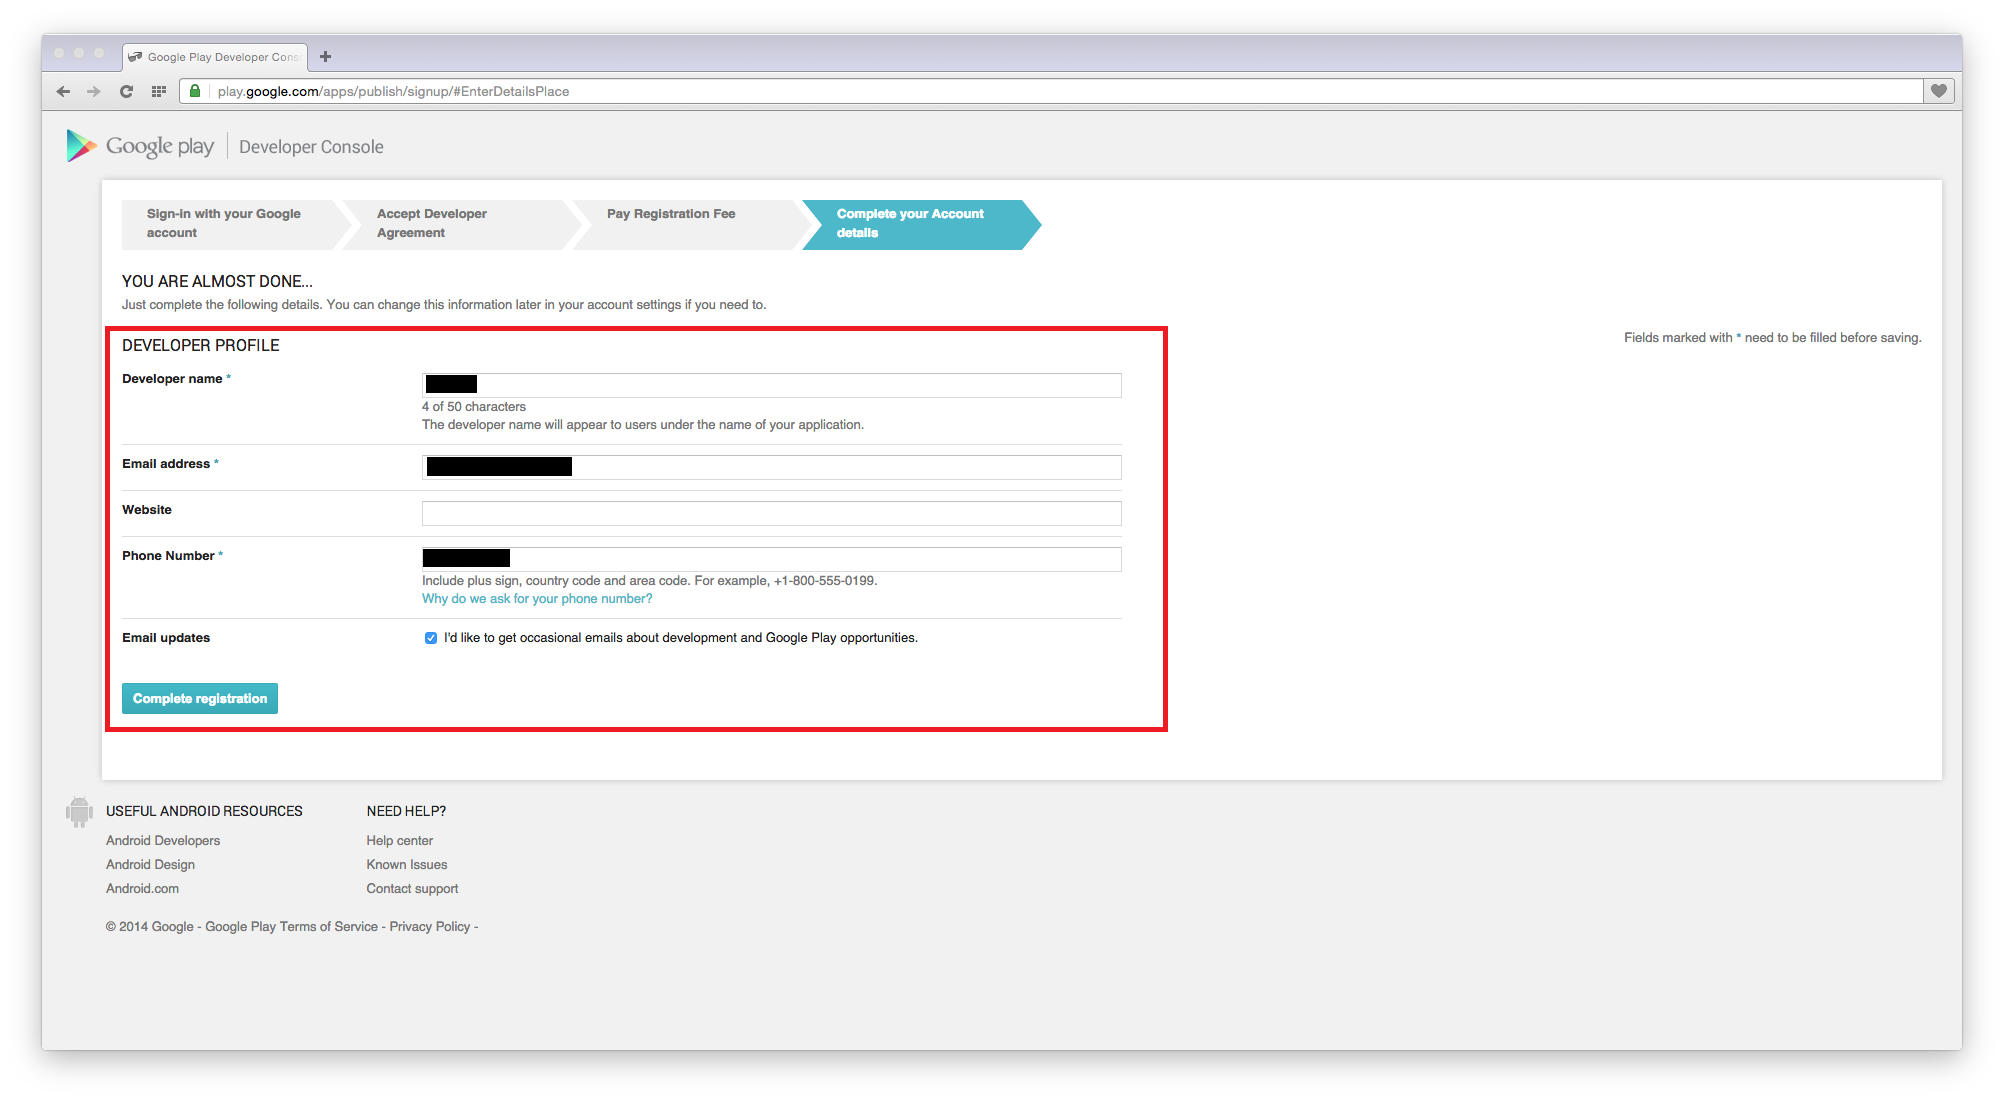 Google Play Developer Cons
play.google.com/apps/publish/signup/#EnterDetailsPlace
Google play
Developer Console
Sign-in with your Google
account
Accept Developer
Agreement
Pay Registration Fee
Complete your Account
details
YOU ARE ALMOST DONE...
Just complete the following details. You can change this information later in your account settings if you need to.
Fields marked with * need to be filled before saving.
DEVELOPER PROFILE
Developer name *
4 of 50 characters
The developer name will appear to users under the name of your application.
Email address *
Website
Phone Number *
Include plus sign, country code and area code. For example, +1-800-555-0199.
Why do we ask for your phone number?
Email updates
I'd like to get occasional emails about development and Google Play opportunities.
Complete registration
USEFUL ANDROID RESOURCES
Android Developers
Android Design
Android.com
NEED HELP?
Help center
Known Issues
Contact support
© 2014 Google - Google Play Terms of Service - Privacy Policy -